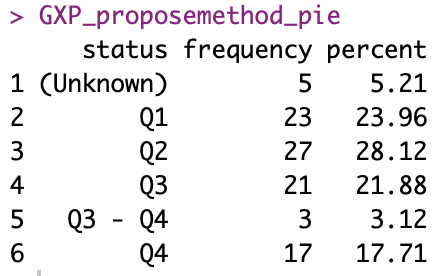 > GXP_proposemethod_pie
status frequency percent
1 (Unknown) 5 5.21
2 Q1 23 23.96
3 Q2 27 28.12
4 Q3 21 21.88
5 Q3 - Q4 3 3.12
6 Q4 17 17.71